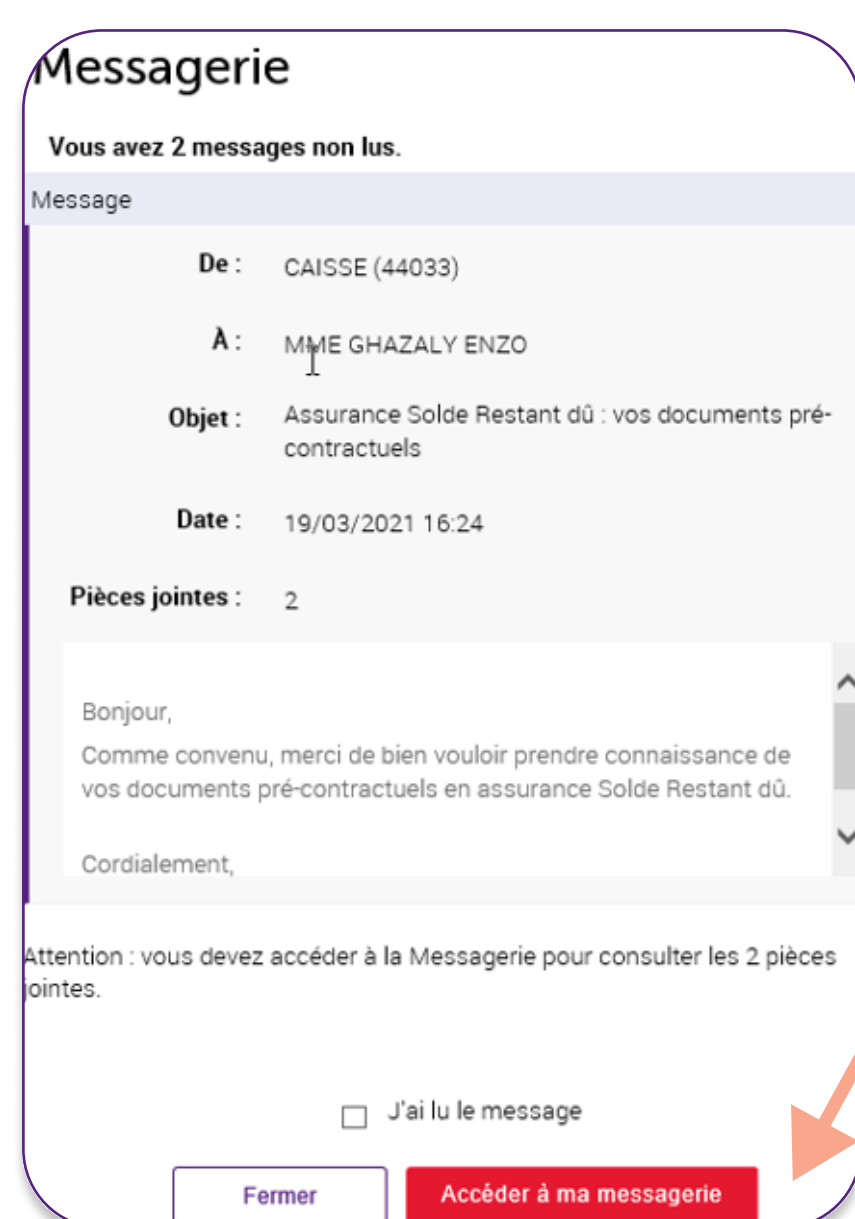 Messagerie
Vous avez 2 messages non lus.
Message
De : CAISSE (44033)
À : MME GHAZALY ENZO
Objet : Assurance Solde Restant dû : vos documents pré-
contractuels
Date : 19/03/2021 16:24
Pièces jointes : 2
Bonjour,
Comme convenu, merci de bien vouloir prendre connaissance de
vos documents pré-contractuels en assurance Solde Restant dû.
Cordialement,
Attention : vous devez accéder à la Messagerie pour consulter les 2 pièces
jointes.
J'ai lu le message
Fermer Accéder à ma messagerie